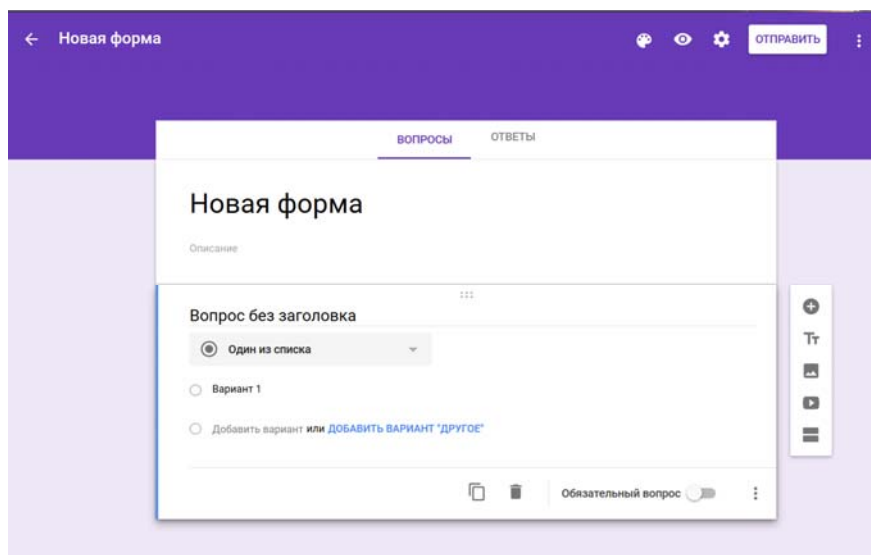 Новая форма
ОТПРАВИТЬ
ВОПРОСЫ ОТВЕТЫ
Новая форма
Описание
Вопрос без заголовка
Один из списка
Вариант 1
Добавить вариант или ДОБАВИТЬ ВАРИАНТ "ДРУГОЕ"
Обязательный вопрос